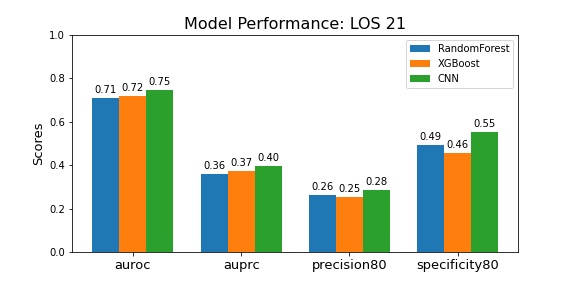 Model Performance: LOS 21
Scores
1.0
0.8
0.6
0.4
0.2
0.0
RandomForest
XGBoost
CNN
0.71 0.72 0.75
0.36 0.37 0.40
0.26 0.25 0.28
0.49 0.46 0.55
auroc auprc precision80 specificity80